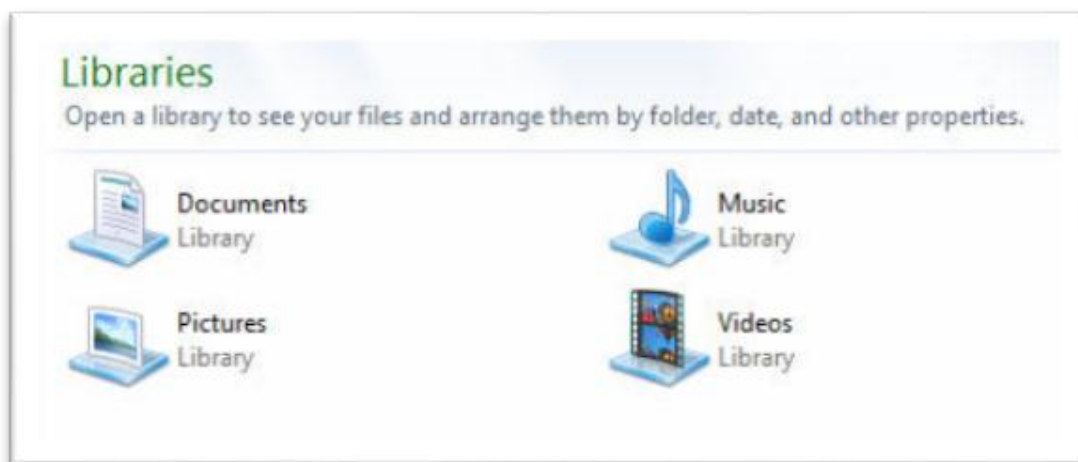 Libraries
Open a library to see your files and arrange them by folder, date, and other properties.
Documents
Library
Music
Library
Pictures
Library
Videos
Library